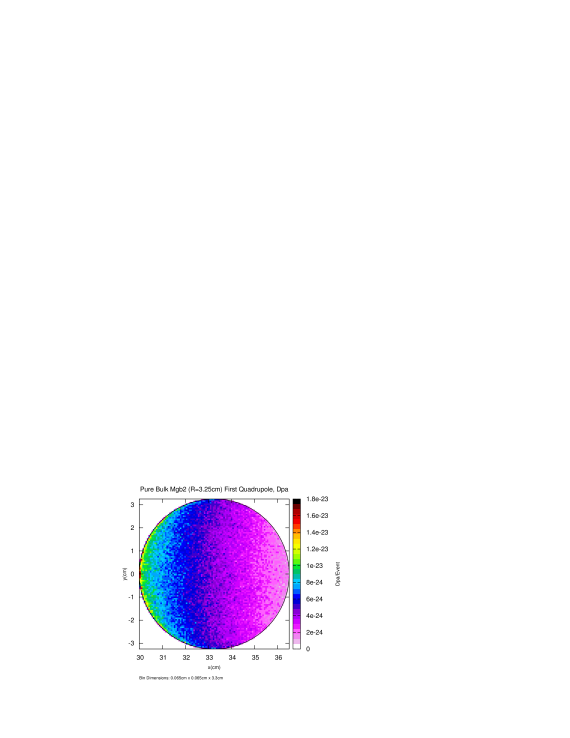 Pure Bulk Mgb2 (R=3.25cm) First Quadrupole, Dpa
3
2
1
0
-1
-2
-3
y(cm)
30 31 32 33 34 35 36
x(cm)
1.8e-23
1.6e-23
1.4e-23
1.2e-23
1e-23
8e-24
6e-24
4e-24
2e-24
0
Dpa/Event
Bin Dimensions: 0.065cm x 0.065cm x 3.3cm